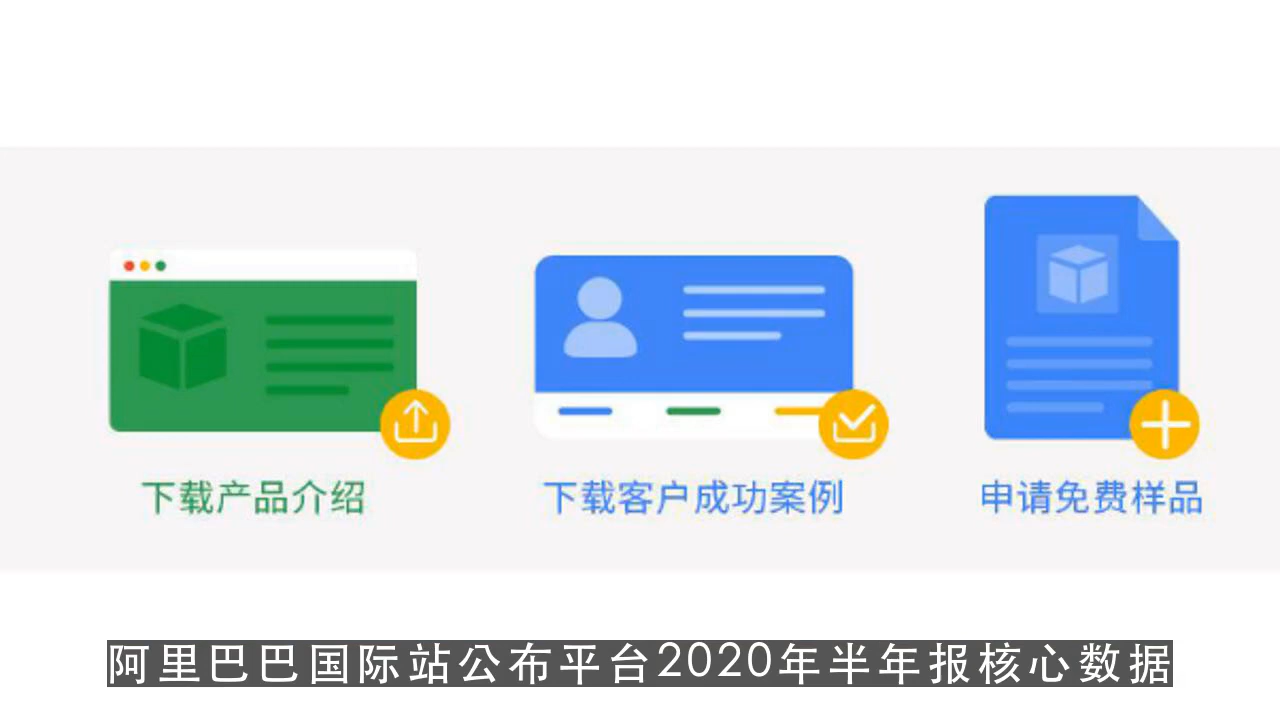 下载产品介绍
下载客户成功案例
申请免费样品
阿里巴巴国际站公布平台2020年半年报核心数据